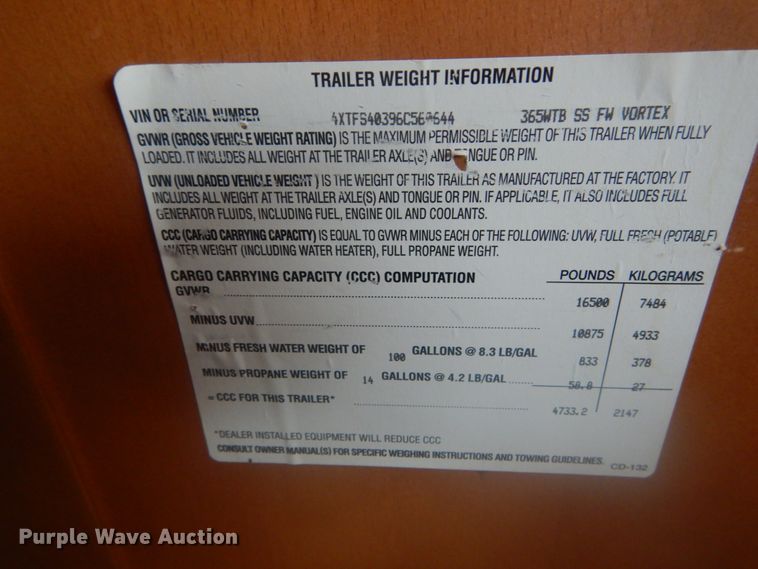 TRAILER WEIGHT INFORMATION
VIN OR SERIAL NUMBER 365WTB SS FW VORTEX
GVWR (GROSS VEHICLE WEIGHT RATING) IS THE MAXIMUM PERMISSIBLE WEIGHT OF THIS TRAILER WHEN FULLY
LOADED. IT INCLUDES ALL WEIGHT AT THE TRAILER AXLE(S) AND TONGUE OR PIN.
UVW (UNLOADED VEHICLE WEIGHT ) IS THE WEIGHT OF THIS TRAILER AS MANUFACTURED AT THE FACTORY. IT
INCLUDES ALL WEIGHT AT THE TRAILER AXLE(S) AND TONGUE OR PIN. IF APPLICABLE, IT ALSO INCLUDES FULL
GENERATOR FLUIDS, INCLUDING FUEL, ENGINE OIL AND COOLANTS.
CCC (CARGO CARRYING CAPACITY) IS EQUAL TO GVWR MINUS EACH OF THE FOLLOWING: UVW, FULL FRESH (POTABLE)
WATER WEIGHT (INCLUDING WATER HEATER), FULL PROPANE WEIGHT.
CARGO CARRYING CAPACITY (CCC) COMPUTATION POUNDS KILOGRAMS
GVWR 16500 7484
MINUS UVW 10875 4933
MINUS FRESH WATER WEIGHT OF 100 GALLONS @ 8.3 LB/GAL 833 378
MINUS PROPANE WEIGHT OF 14 GALLONS @ 4.2 LB/GAL 58.8 27
= CCC FOR THIS TRAILER* 4733.2 2147
*DEALER INSTALLED EQUIPMENT WILL REDUCE CCC
CONSULT OWNER MANUAL(S) FOR SPECIFIC WEIGHING INSTRUCTIONS AND TOWING GUIDELINES. CD-132
Purple Wave Auction